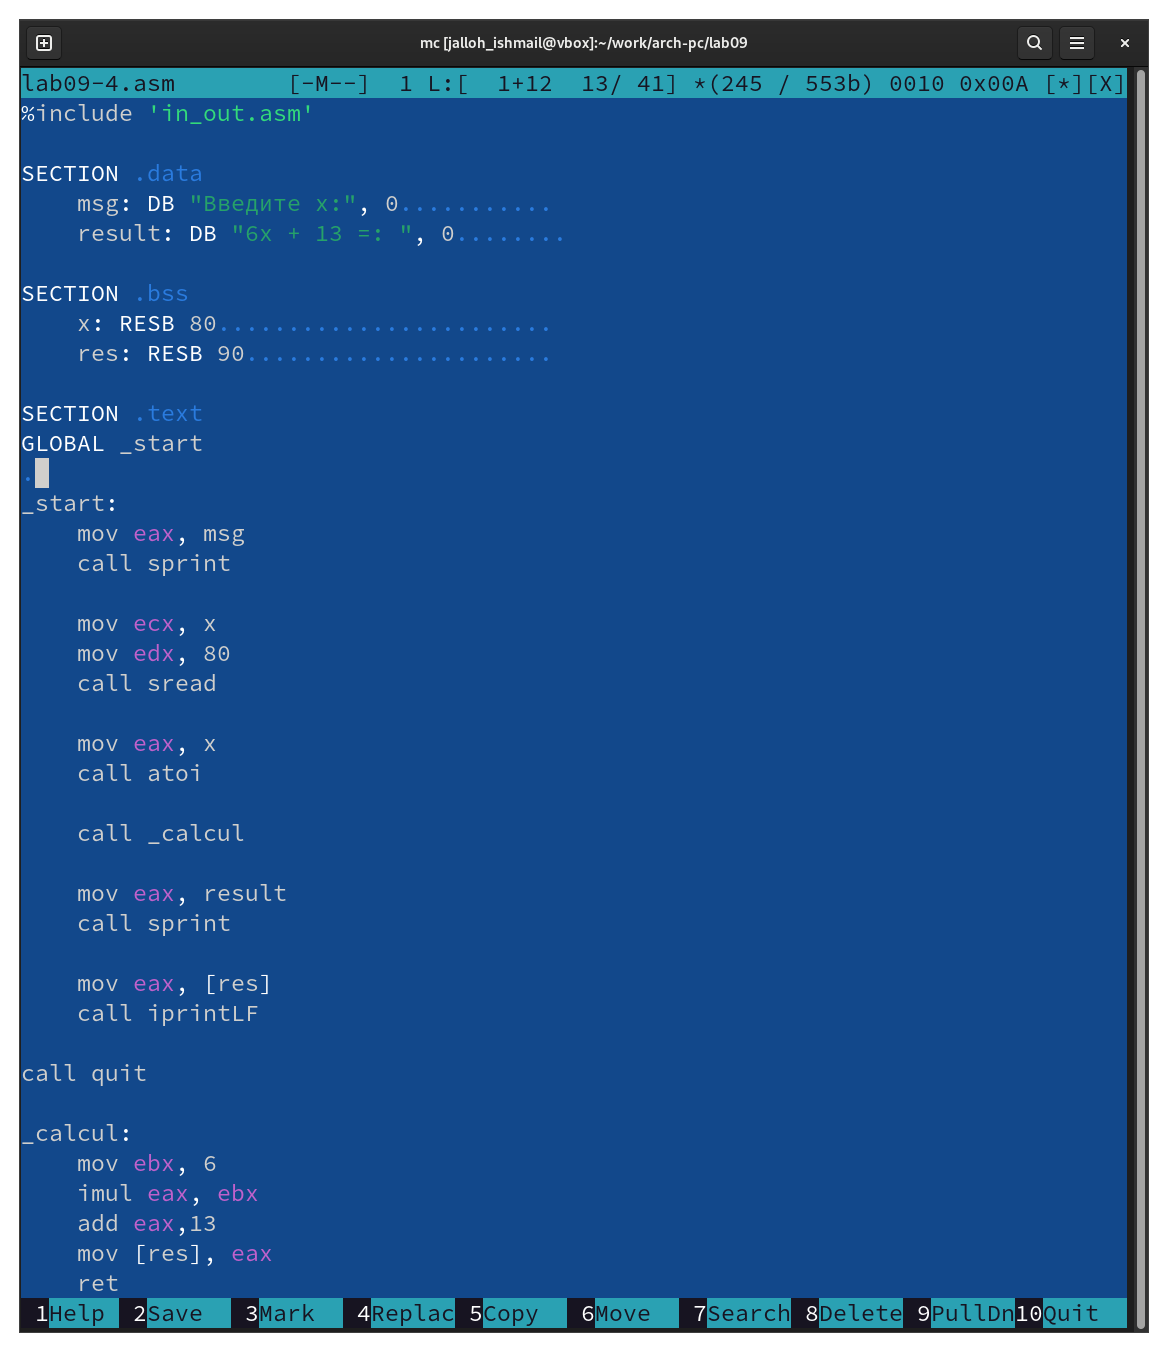 mc [jalloh_ishmail@vbox]:~/work/arch-pc/lab09
lab09-4.asm [-M--] 1 L:[ 1+12 13/ 41] *(245 / 553b) 0010 0x00A [*][X]
%include 'in_out.asm'
SECTION .data
msg: DB "Введите x:", 0...........
result: DB "6x + 13 =: ", 0........
SECTION .bss
x: RESB 80........................
res: RESB 90......................
SECTION .text
GLOBAL _start
.
_start:
mov eax, msg
call sprint
mov ecx, x
mov edx, 80
call sread
mov eax, x
call atoi
call _calcul
mov eax, result
call sprint
mov eax, [res]
call iprintLF
call quit
_calcul:
mov ebx, 6
imul eax, ebx
add eax,13
mov [res], eax
ret
1Help 2Save 3Mark 4Replac 5Copy 6Move 7Search 8Delete 9PullDn 10Quit